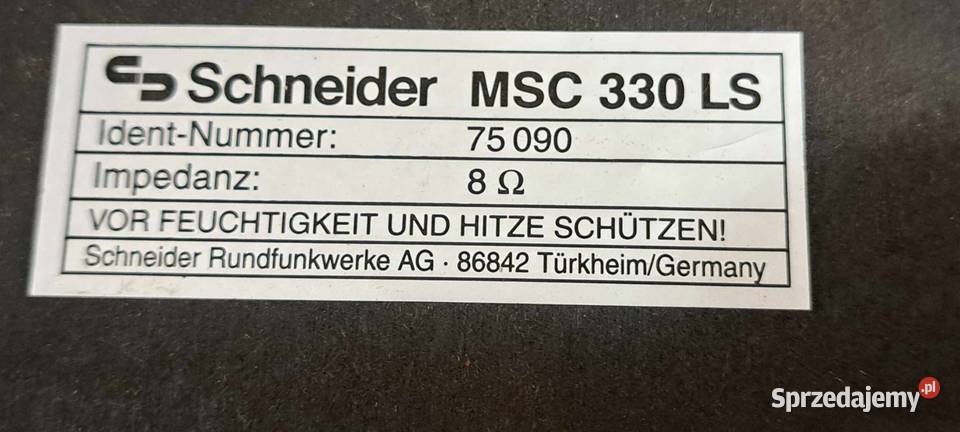 Schneider MSC 330 LS
Ident-Nummer: 75 090
Impedanz: 8 Ω
VOR FEUCHTIGKEIT UND HITZE SCHÜTZEN!
Schneider Rundfunkwerke AG · 86842 Türkheim/Germany
Sprzedajemy.pl